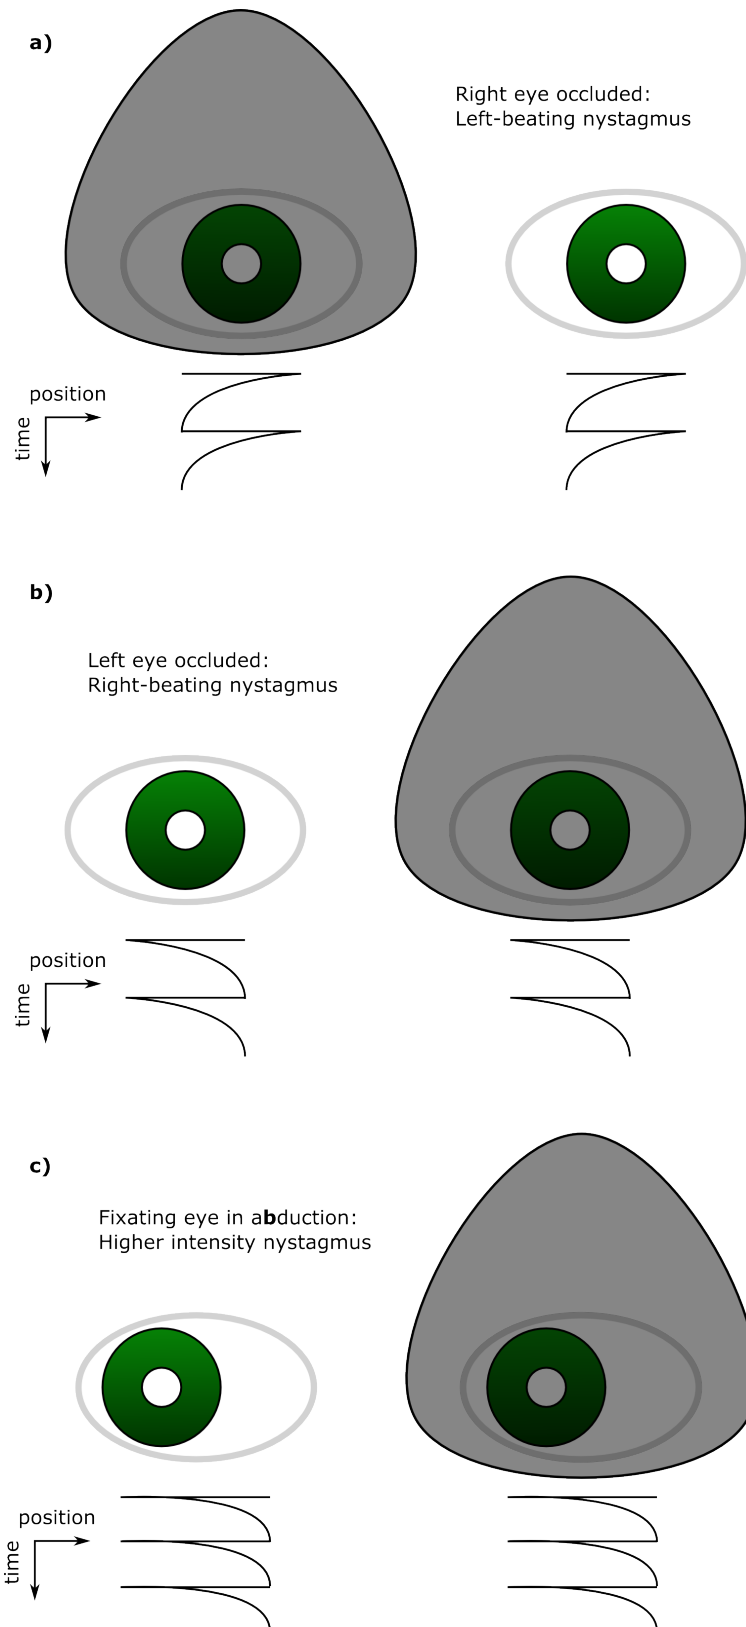 a)
Right eye occluded:
Left-beating nystagmus
position
time
b)
Left eye occluded:
Right-beating nystagmus
position
time
c)
Fixating eye in abduction:
Higher intensity nystagmus
position
time